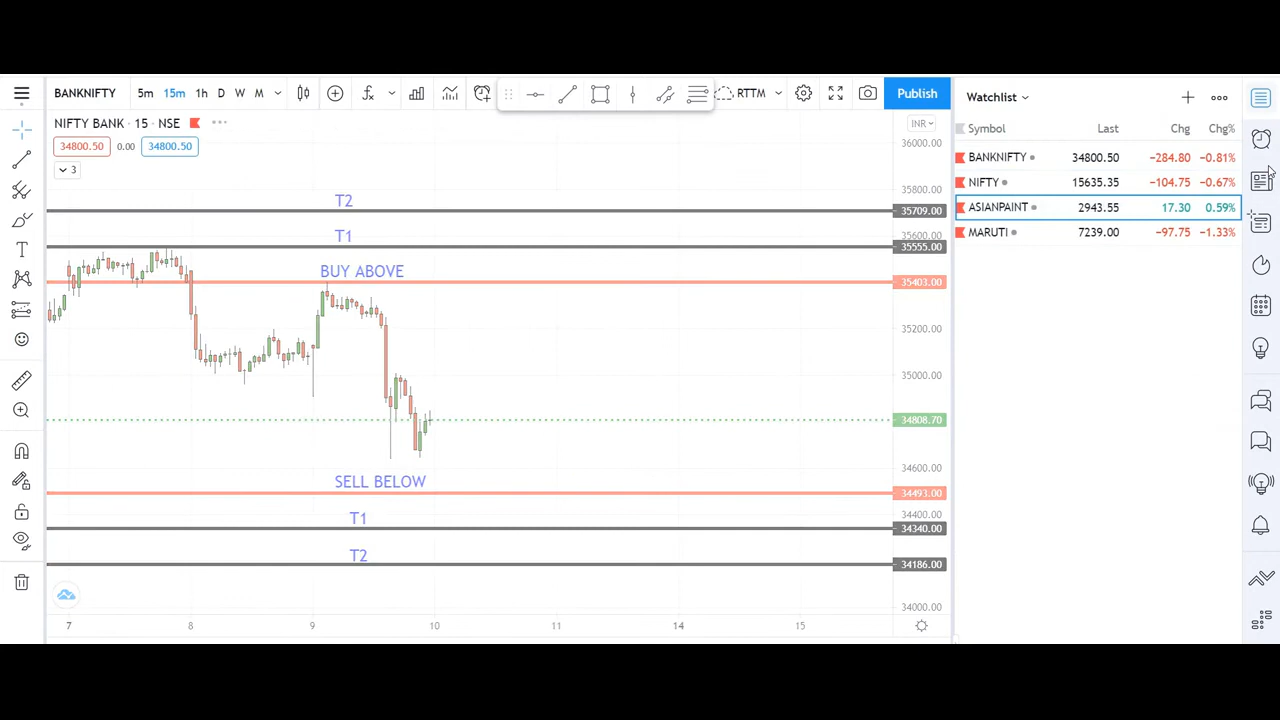 BANKNIFTY 5m 15m 1h D W M RTTM Publish
NIFTY BANK · 15 · NSE
INR
34800.50 0.00 34800.50
3
36000.00
35800.00
T2
35709.00
T1
35600.00
35555.00
BUY ABOVE
35403.00
35200.00
35000.00
34808.70
34600.00
SELL BELOW
34493.00
T1
34400.00
34340.00
T2
34186.00
34000.00
7 8 9 10 11 14 15
Watchlist
Symbol Last Chg Chg%
BANKNIFTY 34800.50 −284.80 −0.81%
NIFTY 15635.35 −104.75 −0.67%
ASIANPAINT 2943.55 17.30 0.59%
MARUTI 7239.00 −97.75 −1.33%